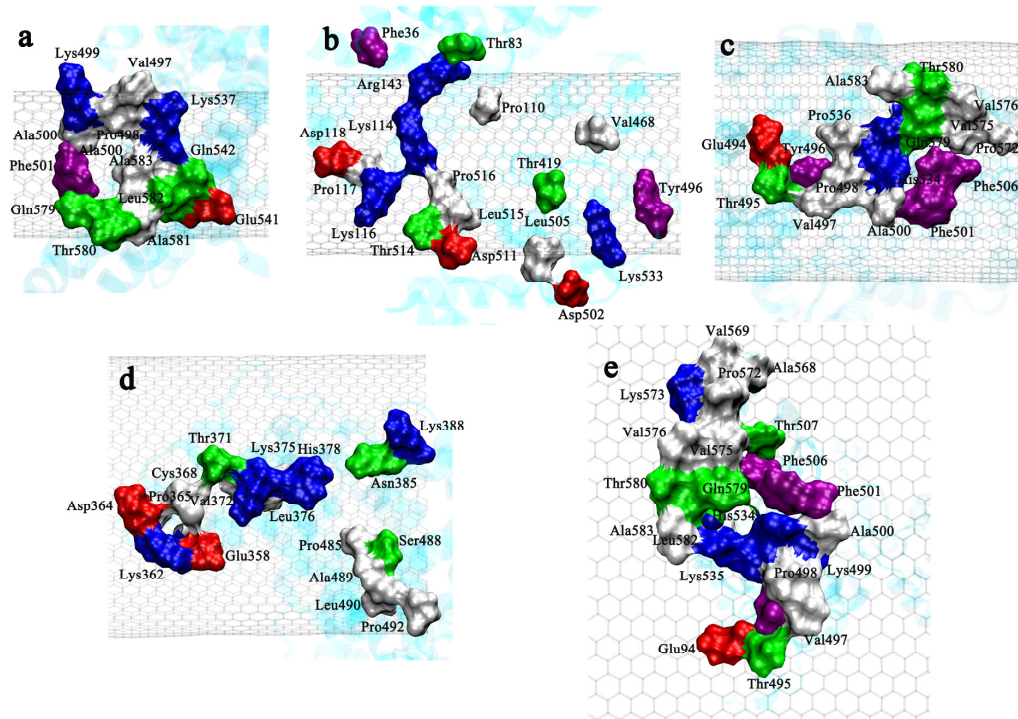 a
Lys499
Val497
Lys537
Ala500
Pro498
Ala500
Gln542
Phe501
Ala583
Leu582
Gln579
Glu541
Thr580
Ala581
b
Phe36
Thr83
Arg143
Pro110
Lys114
Asp118
Val468
Pro516
Thr419
Pro117
Tyr496
Leu515
Leu505
Lys116
Thr514
Asp511
Lys533
Asp502
c
Thr580
Ala583
Val576
Pro536
Val575
Glu494
Gln579
Pro572
Tyr496
His534
Phe506
Pro498
Thr495
Val497
Ala500
Phe501
d
Lys388
Thr371
Lys375
His378
Cys368
Asn385
Pro365
Asp364
Val372
Leu376
Pro485
Ser488
Glu358
Lys362
Ala489
Leu490
Pro492
e
Val569
Pro572
Ala568
Lys573
Val576
Thr507
Val575
Phe506
Thr580
Gln579
Phe501
His534
Ala583
Ala500
Leu582
Lys535
Pro498
Lys499
Val497
Glu94
Thr495